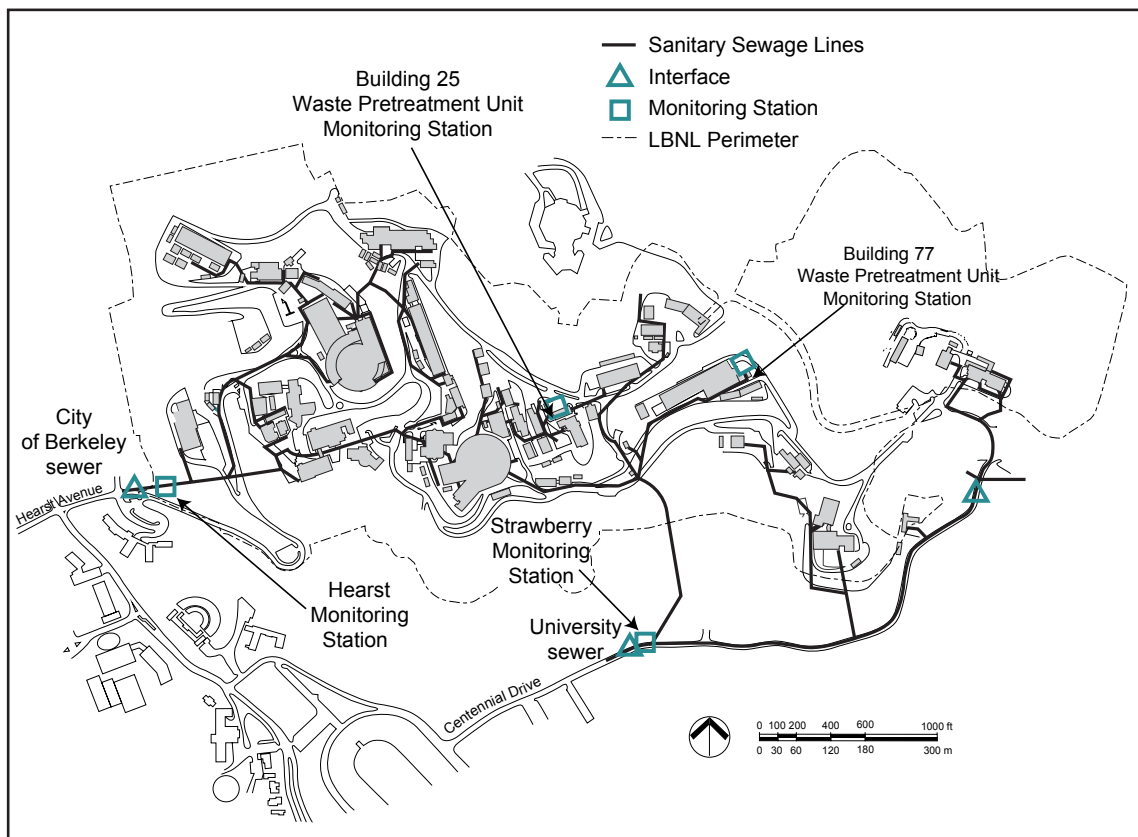 Sanitary Sewage Lines
Interface
Monitoring Station
LBNL Perimeter
Building 25
Waste Pretreatment Unit
Monitoring Station
Building 77
Waste Pretreatment Unit
Monitoring Station
City
of Berkeley
sewer
Hearst Avenue
Hearst
Monitoring
Station
Strawberry
Monitoring
Station
University
sewer
Centennial Drive
0 100 200 400 600 1000 ft
0 30 60 120 180 300 m